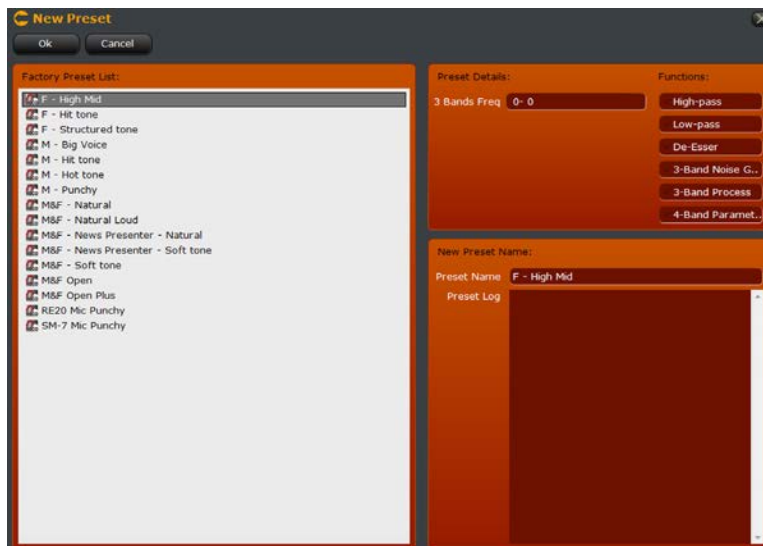 New Preset
Ok
Cancel
Factory Preset List:
F - High Mid
F - Hit tone
F - Structured tone
M - Big Voice
M - Hit tone
M - Hot tone
M - Punchy
M&F - Natural
M&F - Natural Loud
M&F - News Presenter - Natural
M&F - News Presenter - Soft tone
M&F - Soft tone
M&F Open
M&F Open Plus
RE20 Mic Punchy
SM-7 Mic Punchy
Preset Details:
3 Bands Freq 0- 0
Functions:
High-pass
Low-pass
De-Esser
3-Band Noise G..
3-Band Process
4-Band Paramet..
New Preset Name:
Preset Name F - High Mid
Preset Log